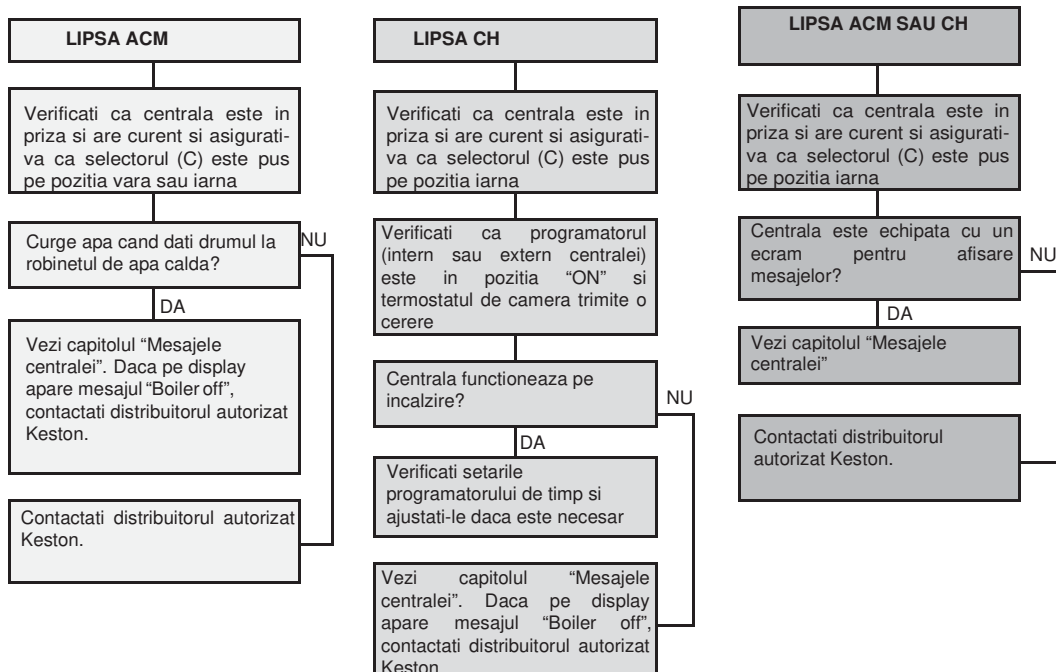 LIPSA ACM
Verificati ca centrala este in
priza si are curent si asigurati-
va ca selectorul (C) este pus
pe pozitia vara sau iarna
Curge apa cand dati drumul la
robinetul de apa calda?
NU
DA
Vezi capitolul “Mesajele
centralei”. Daca pe display
apare mesajul “Boiler off”,
contactati distribuitorul autorizat
Keston.
Contactati distribuitorul autorizat
Keston.
LIPSA CH
Verificati ca centrala este in
priza si are curent si asigurati-
va ca selectorul (C) este pus
pe pozitia iarna
Verificati ca programatorul
(intern sau extern centralei)
este in pozitia “ON” si
termostatul de camera trimite o
cerere
Centrala functioneaza pe
incalzire?
NU
DA
Verificati setarile
programatorului de timp si
ajustati-le daca este necesar
Vezi capitolul “Mesajele
centralei”. Daca pe display
apare mesajul “Boiler off”,
contactati distribuitorul autorizat
Keston
LIPSA ACM SAU CH
Verificati ca centrala este in
priza si are curent si asigurati-
va ca selectorul (C) este pus
pe pozitia iarna
Centrala este echipata cu un
ecram pentru afisare
mesajelor?
NU
DA
Vezi capitolul “Mesajele
centralei”
Contactati distribuitorul
autorizat Keston.